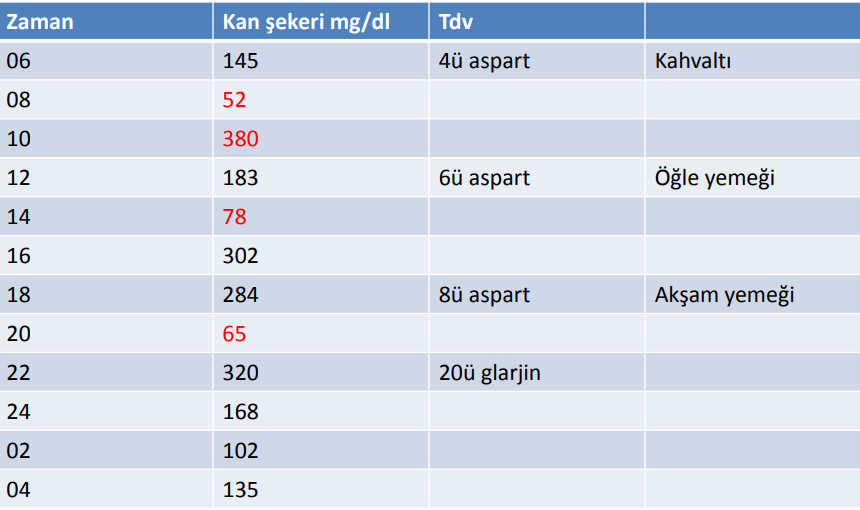 Zaman Kan şekeri mg/dl Tdv
06 145 4ü aspart Kahvaltı
08 52
10 380
12 183 6ü aspart Öğle yemeği
14 78
16 302
18 284 8ü aspart Akşam yemeği
20 65
22 320 20ü glarjin
24 168
02 102
04 135